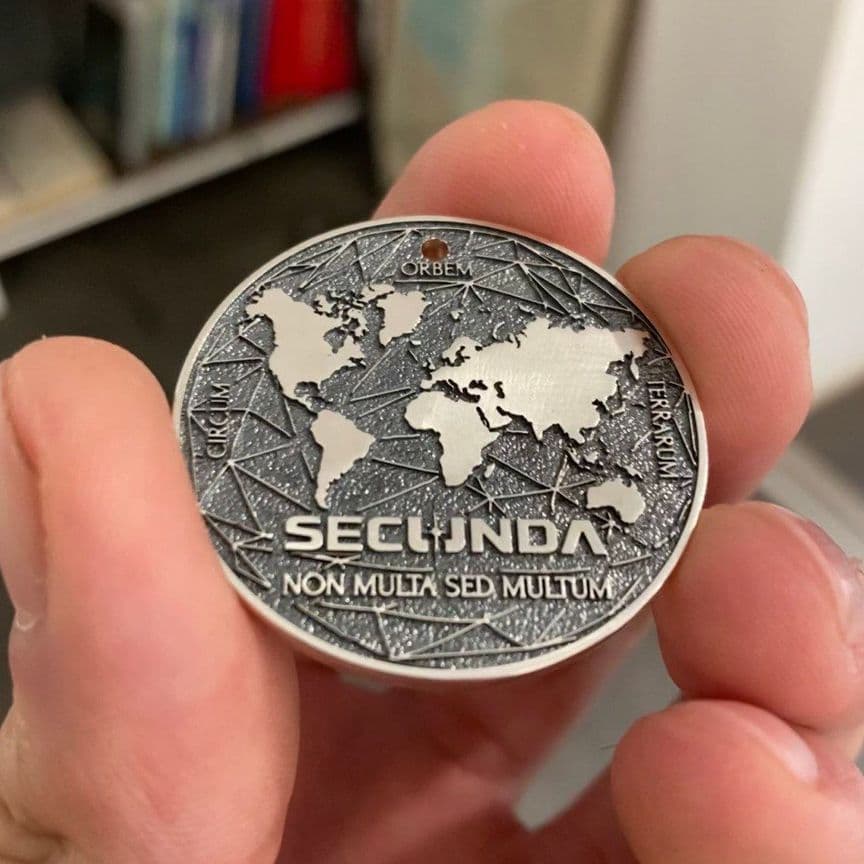 CIRCUM
ORBEM
TERRARUM
SECUNDA
NON MULTA SED MULTUM